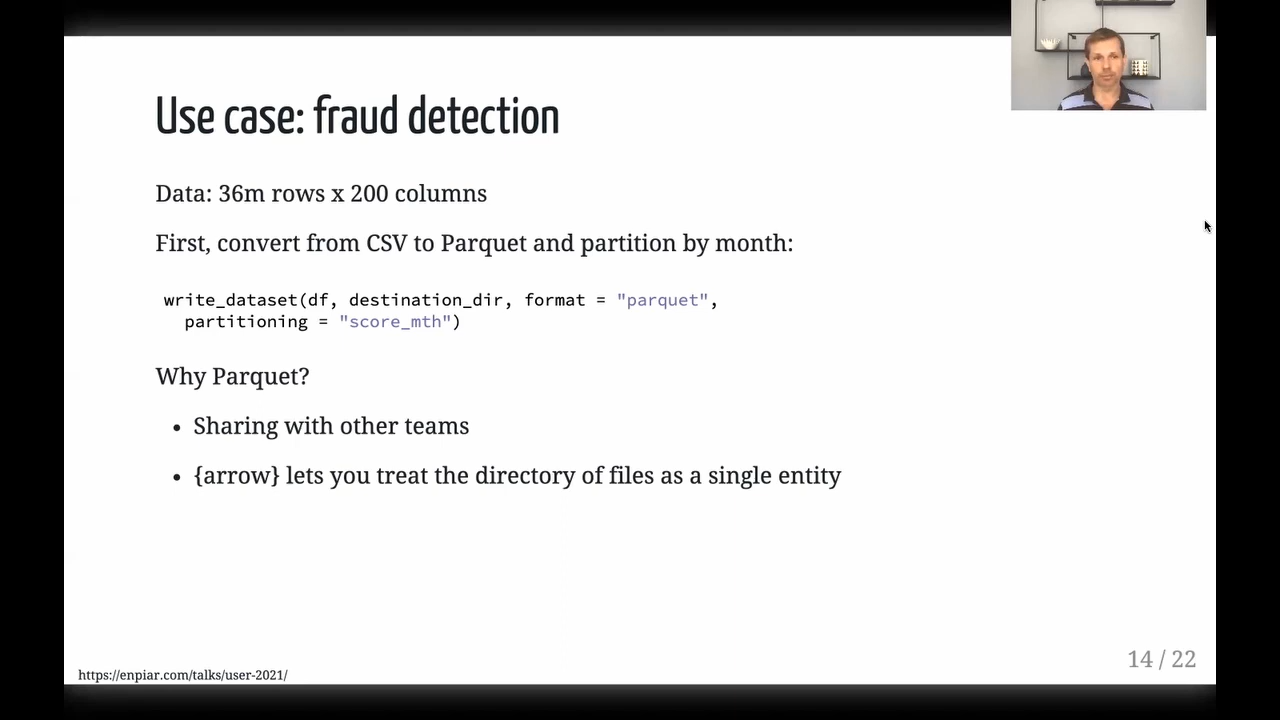 Use case: fraud detection
Data: 36m rows x 200 columns
First, convert from CSV to Parquet and partition by month:
write_dataset(df, destination_dir, format = "parquet",
partitioning = "score_mth")
Why Parquet?
• Sharing with other teams
• {arrow} lets you treat the directory of files as a single entity
14 / 22
https://enpiar.com/talks/user-2021/